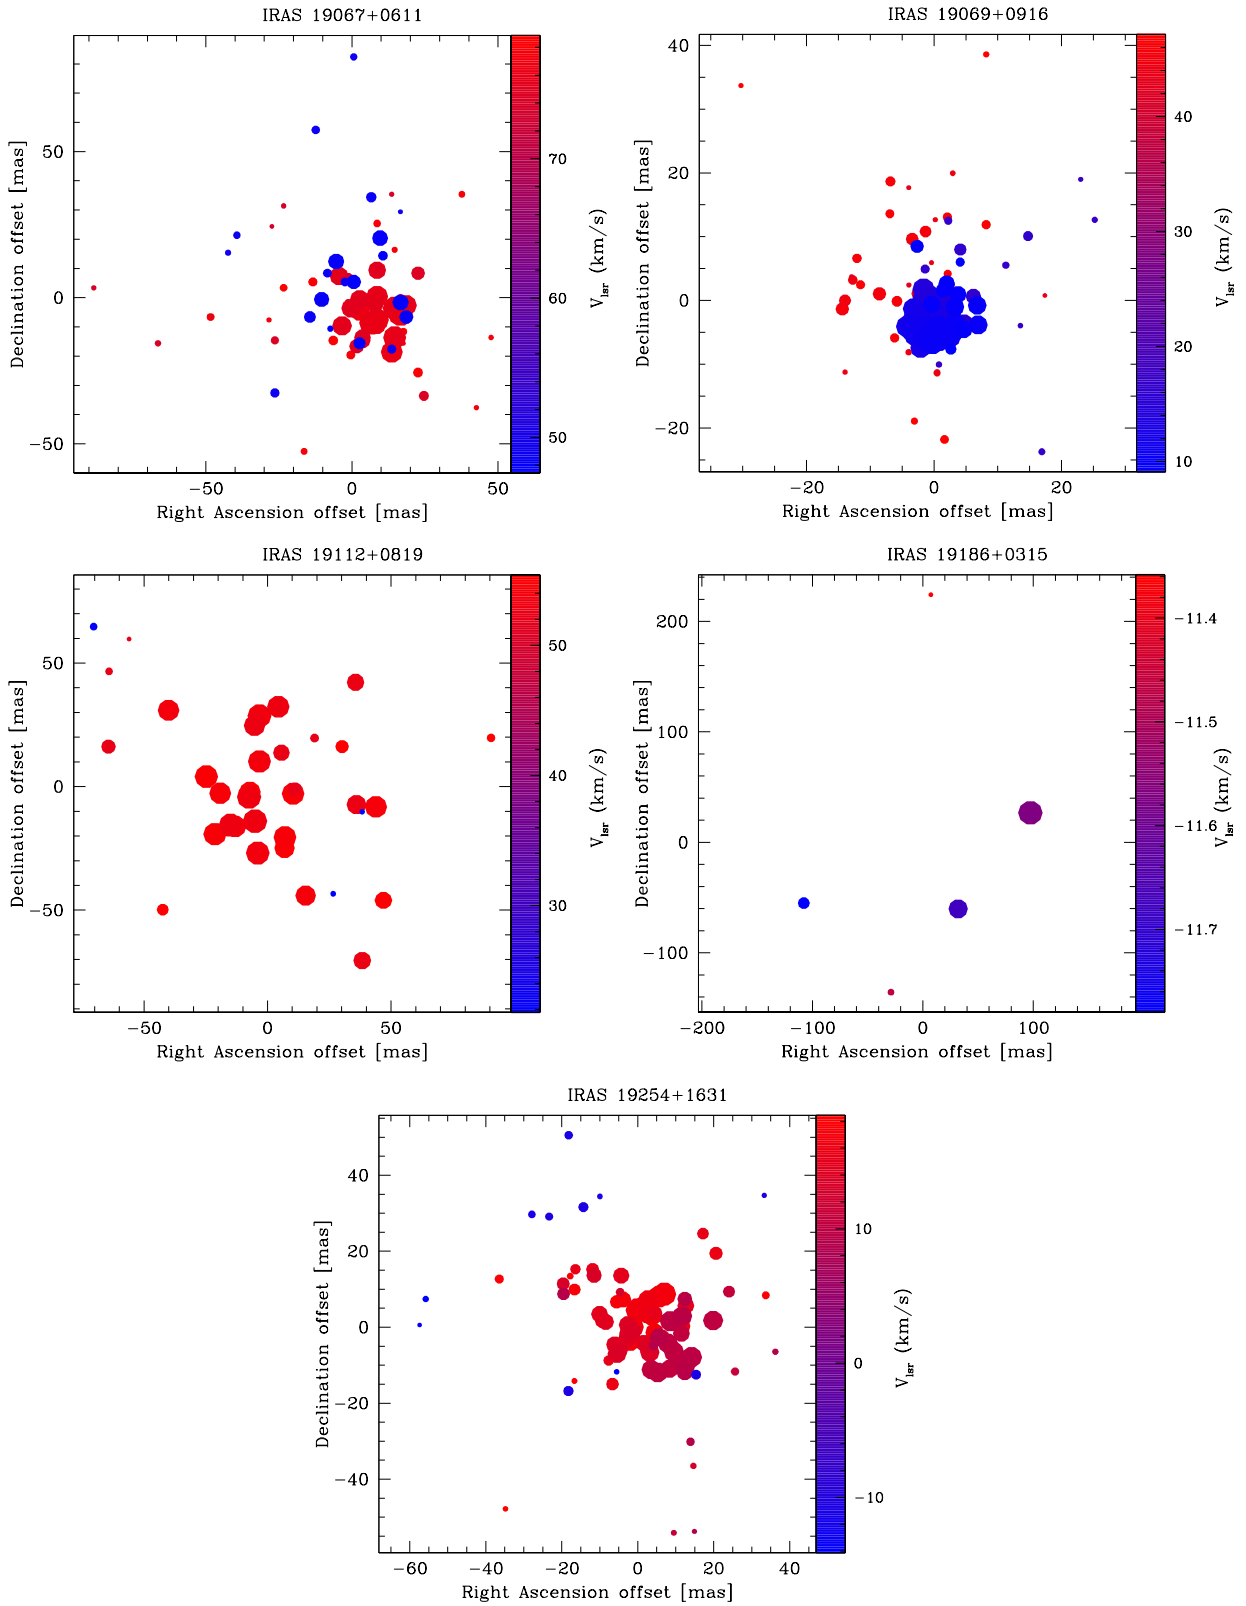 IRAS 19067+0611
50
0
−50
Declination offset [mas]
−50 0 50
Right Ascension offset [mas]
70
60
50
Vlsr (km/s)
IRAS 19069+0916
40
20
0
−20
Declination offset [mas]
−20 0 20
Right Ascension offset [mas]
40
30
20
10
Vlsr (km/s)
IRAS 19112+0819
50
0
−50
Declination offset [mas]
−50 0 50
Right Ascension offset [mas]
50
40
30
Vlsr (km/s)
IRAS 19186+0315
200
100
0
−100
Declination offset [mas]
−200 −100 0 100
Right Ascension offset [mas]
−11.4
−11.5
−11.6
−11.7
Vlsr (km/s)
IRAS 19254+1631
40
20
0
−20
−40
Declination offset [mas]
−60 −40 −20 0 20 40
Right Ascension offset [mas]
10
0
−10
Vlsr (km/s)